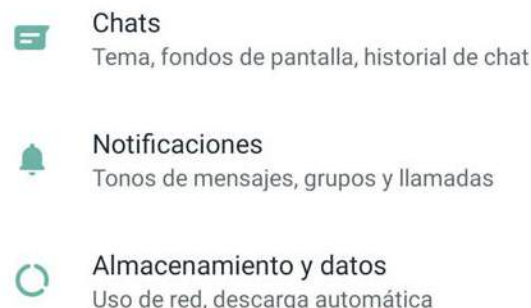 Chats
Tema, fondos de pantalla, historial de chat
Notificaciones
Tonos de mensajes, grupos y llamadas
Almacenamiento y datos
Uso de red, descarga automática